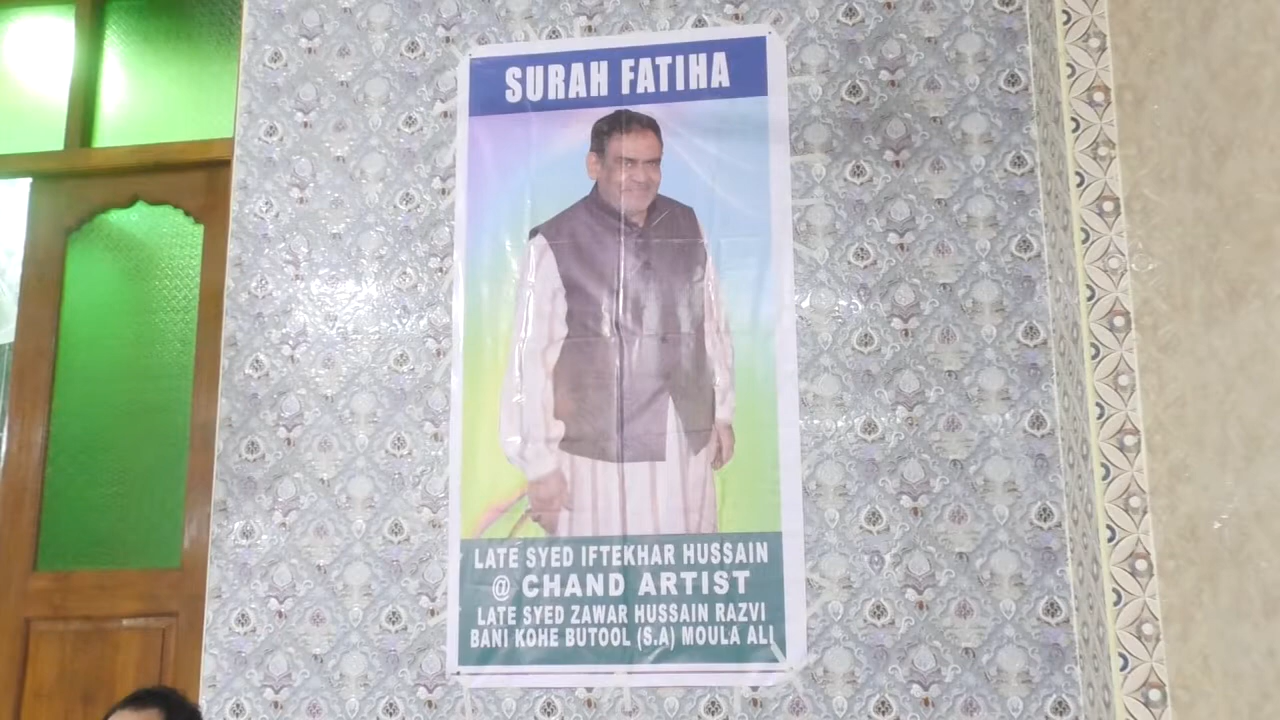 SURAH FATIHA
LATE SYED IFTEKHAR HUSSAIN
@ CHAND ARTIST
LATE SYED ZAWAR HUSSAIN RAZVI
BANI KOHE BUTOOL (S.A) MOULA ALI